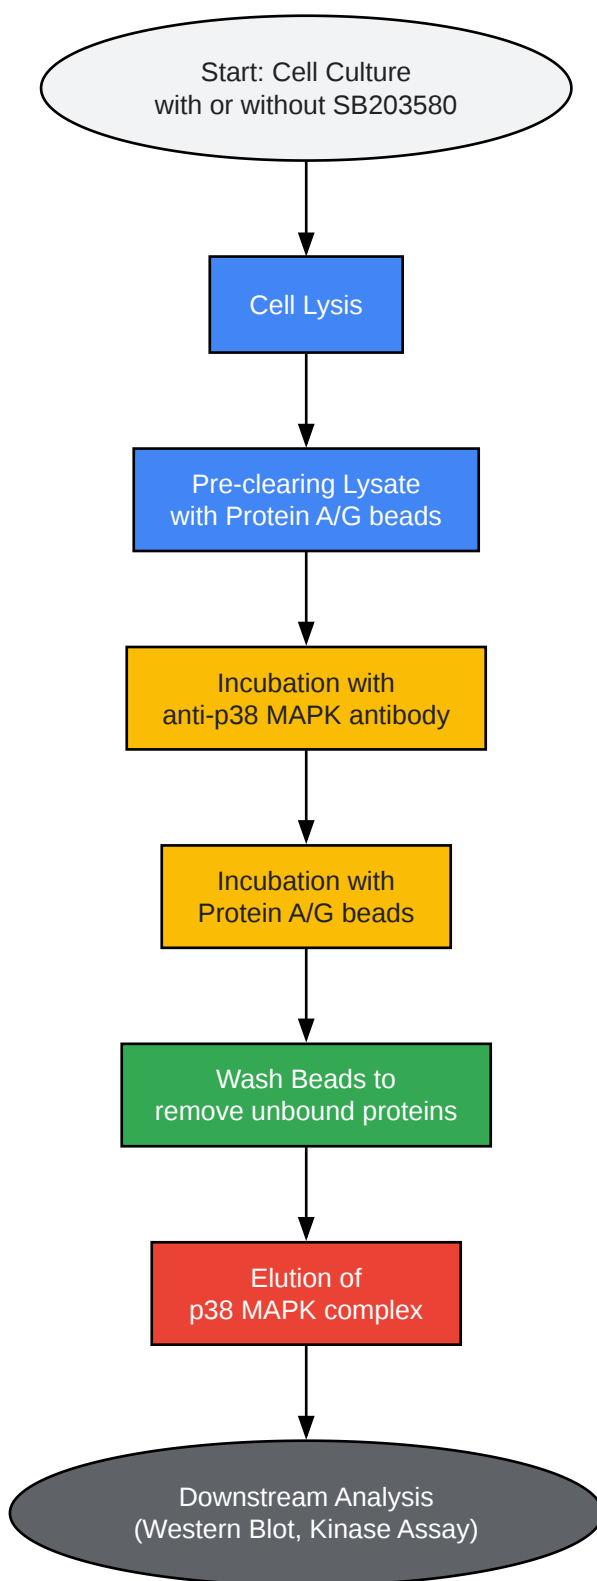 Start: Cell Culture
with or without SB203580
Cell Lysis
Pre-clearing Lysate
with Protein A/G beads
Incubation with
anti-p38 MAPK antibody
Incubation with
Protein A/G beads
Wash Beads to
remove unbound proteins
Elution of
p38 MAPK complex
Downstream Analysis
(Western Blot, Kinase Assay)